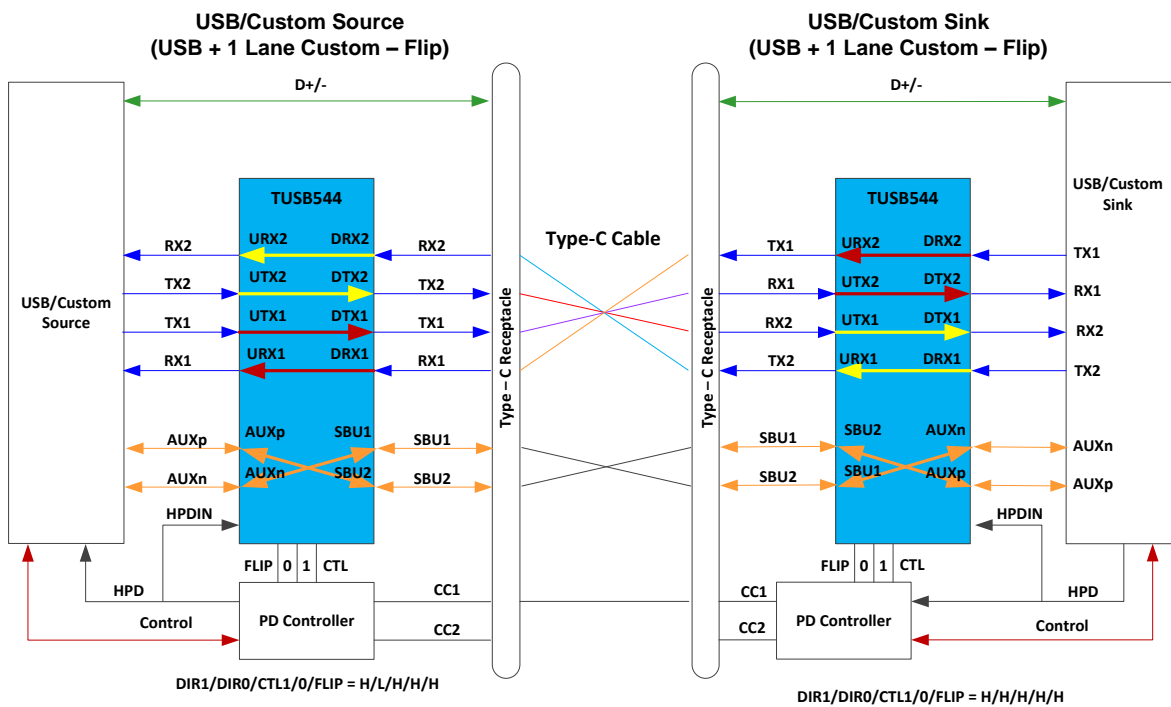 USB/Custom Source
(USB + 1 Lane Custom – Flip)
USB/Custom Sink
(USB + 1 Lane Custom – Flip)
D+/-
D+/-
TUSB544
TUSB544
USB/Custom
Source
USB/Custom
Sink
Type-C Cable
Type – C Receptacle
Type – C Receptacle
RX2
URX2
DRX2
RX2
TX1
URX2
DRX2
TX1
TX2
UTX2
DTX2
TX2
RX1
UTX2
DTX2
RX1
TX1
UTX1
DTX1
TX1
RX2
UTX1
DTX1
RX2
RX1
URX1
DRX1
RX1
TX2
URX1
DRX1
TX2
AUXp
AUXp
SBU1
SBU1
SBU1
SBU2
AUXn
AUXn
AUXn
AUXn
SBU2
SBU2
SBU2
SBU1
AUXp
AUXp
HPDIN
HPDIN
FLIP 0 1 CTL
FLIP 0 1 CTL
HPD
PD Controller
CC1
CC1
PD Controller
HPD
Control
CC2
CC2
Control
DIR1/DIR0/CTL1/0/FLIP = H/L/H/H/H
DIR1/DIR0/CTL1/0/FLIP = H/H/H/H/H